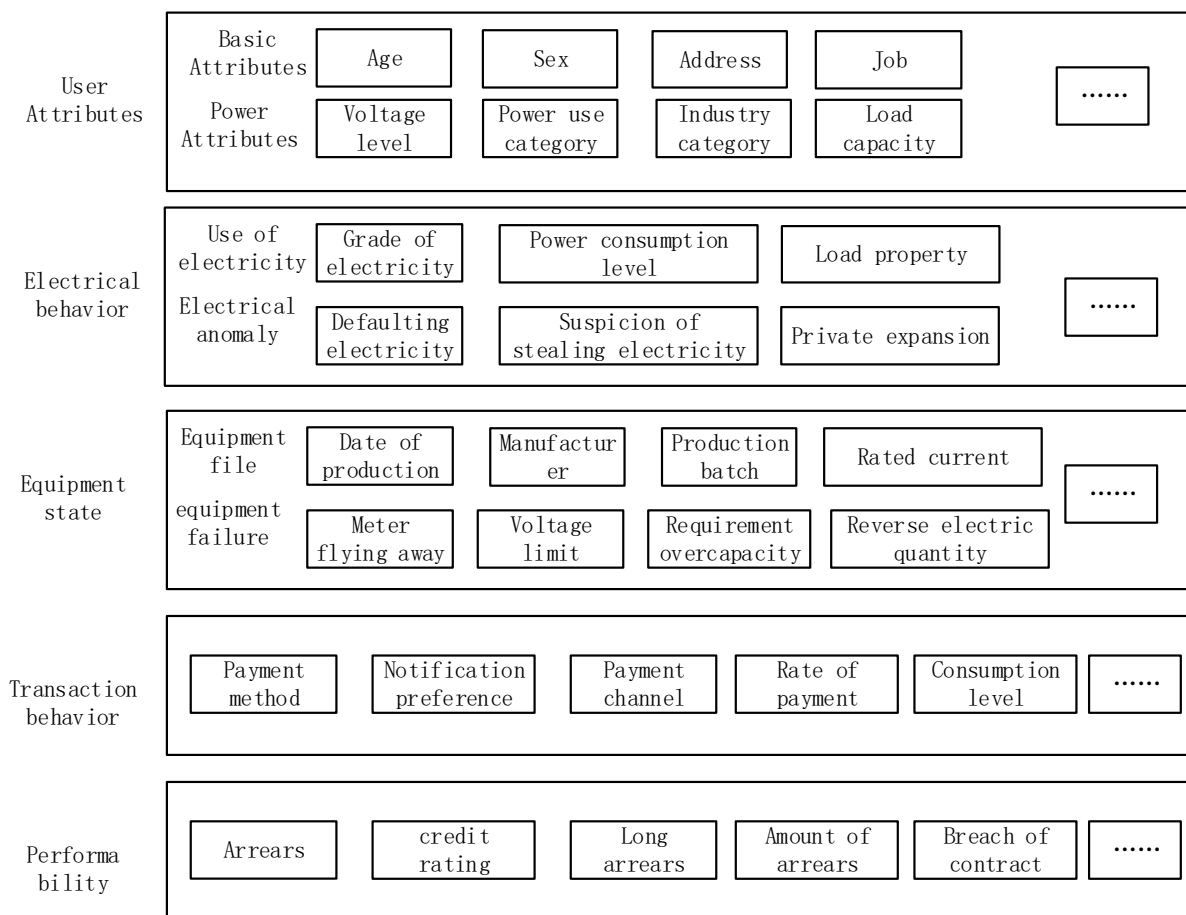 User
Attributes
Basic
Attributes
Age
Sex
Address
Job
Power
Attributes
Voltage
level
Power use
category
Industry
category
Load
capacity
……
Electrical
behavior
Use of
electricity
Grade of
electricity
Power consumption
level
Load property
Electrical
anomaly
Defaulting
electricity
Suspicion of
stealing electricity
Private expansion
……
Equipment
state
Equipment
file
Date of
production
Manufactur
er
Production
batch
Rated current
equipment
failure
Meter
flying away
Voltage
limit
Requirement
overcapacity
Reverse electric
quantity
……
Transaction
behavior
Payment
method
Notification
preference
Payment
channel
Rate of
payment
Consumption
level
……
Performa
bility
Arrears
credit
rating
Long
arrears
Amount of
arrears
Breach of
contract
……